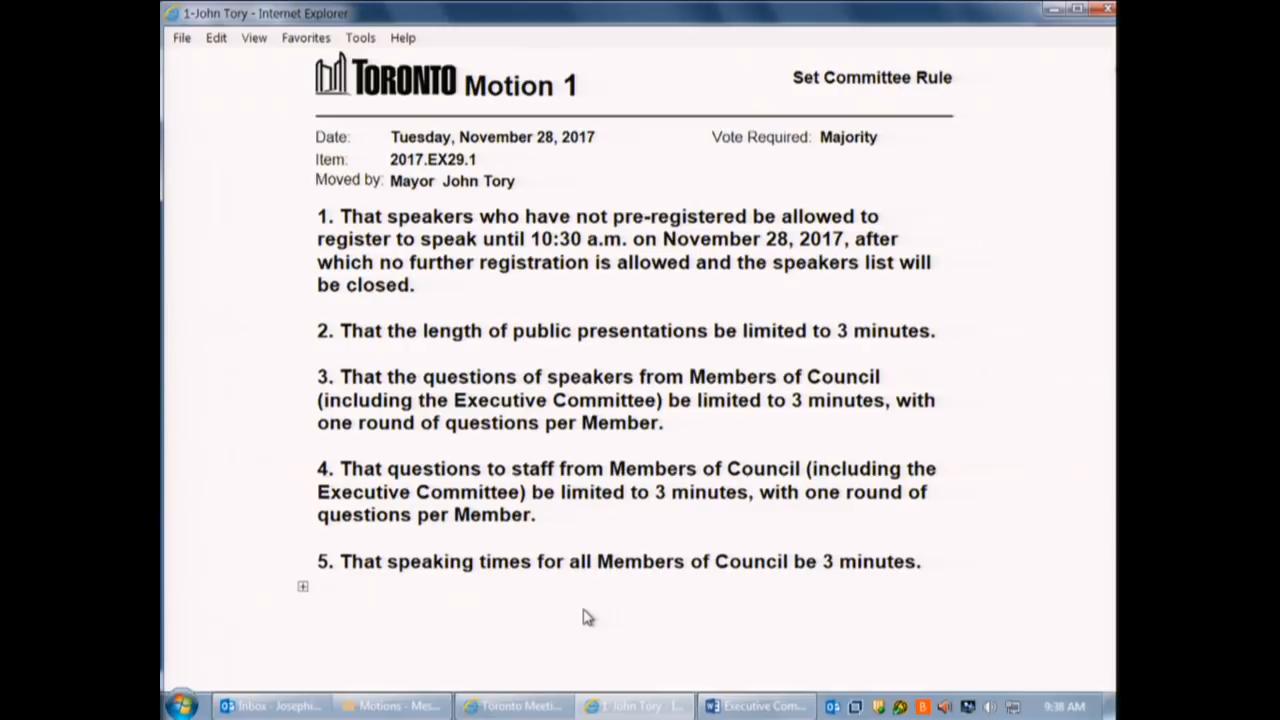 1-John Tory - Internet Explorer
File Edit View Favorites Tools Help
TORONTO Motion 1
Set Committee Rule
Date: Tuesday, November 28, 2017
Vote Required: Majority
Item: 2017.EX29.1
Moved by: Mayor John Tory
1. That speakers who have not pre-registered be allowed to
register to speak until 10:30 a.m. on November 28, 2017, after
which no further registration is allowed and the speakers list will
be closed.
2. That the length of public presentations be limited to 3 minutes.
3. That the questions of speakers from Members of Council
(including the Executive Committee) be limited to 3 minutes, with
one round of questions per Member.
4. That questions to staff from Members of Council (including the
Executive Committee) be limited to 3 minutes, with one round of
questions per Member.
5. That speaking times for all Members of Council be 3 minutes.
Inbox - Josephi... Motions - Mes... Toronto Meeti... 1-John Tory - I... Executive Com... 9:38 AM